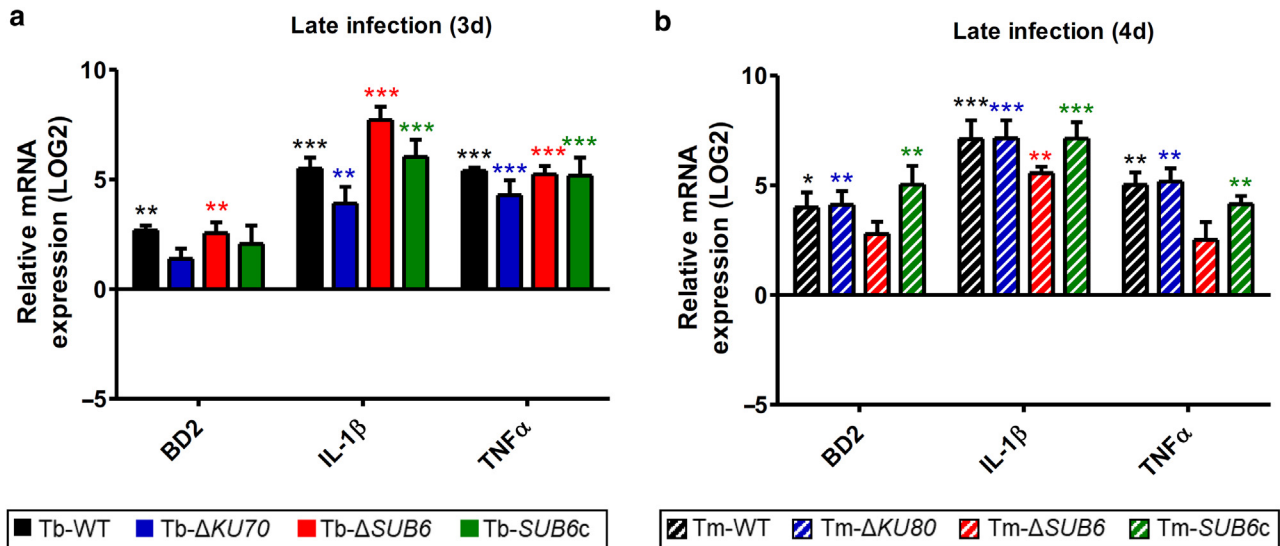 a
Late infection (3d)
Relative mRNA
expression (LOG2)
10
5
0
–5
**
**
***
**
***
***
***
***
***
***
BD2
IL-1β
TNFα
Tb-WT
Tb-ΔKU70
Tb-ΔSUB6
Tb-SUB6c
b
Late infection (4d)
Relative mRNA
expression (LOG2)
10
5
0
–5
*
**
**
***
***
**
***
**
**
**
BD2
IL-1β
TNFα
Tm-WT
Tm-ΔKU80
Tm-ΔSUB6
Tm-SUB6c